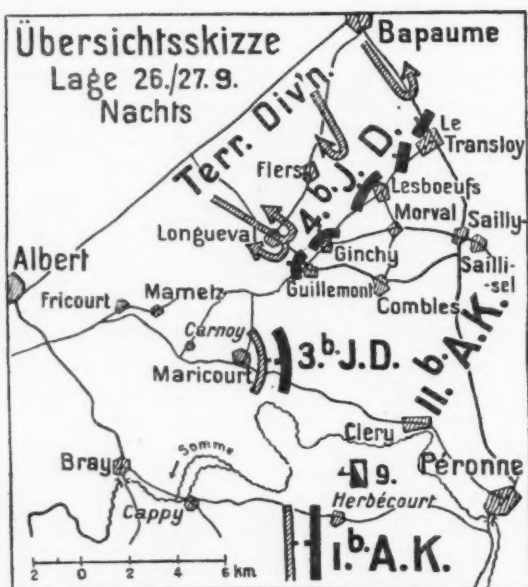 Übersichtsskizze
Lage 26./27. 9.
Nachts
Bapaume
Terr. Div'n.
4. b. J. D.
Le
Transloy
Flers
Lesboeufs
Morval
Sailly-
Sailli-
-sel
Longueval
Ginchy
Guillemont
Combles
Albert
Fricourt
Mametz
Carnoy
Maricourt
3. b. J. D.
II. b. A. K.
Clery
Somme
Bray
Cappy
9.
Herbécourt
Péronne
I. b. A. K.
2 0 2 4 6 km